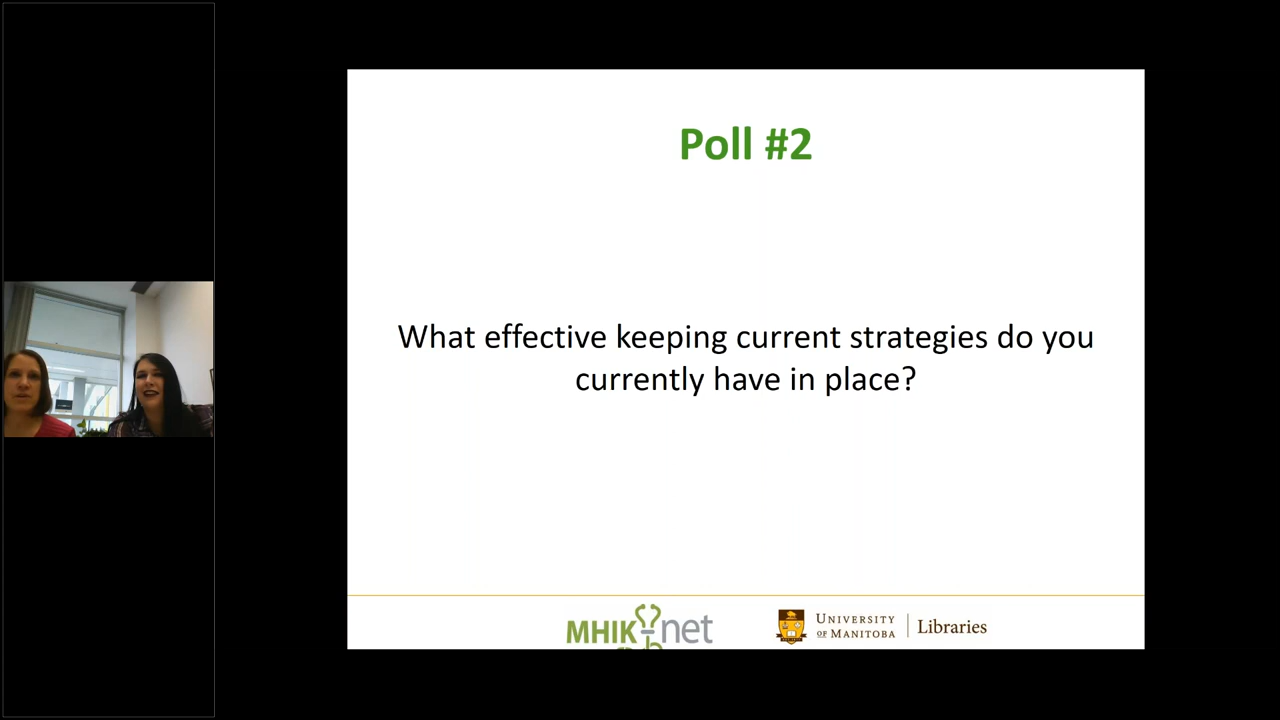 Poll #2
What effective keeping current strategies do you
currently have in place?
MHIK-net
UNIVERSITY
OF MANITOBA
Libraries